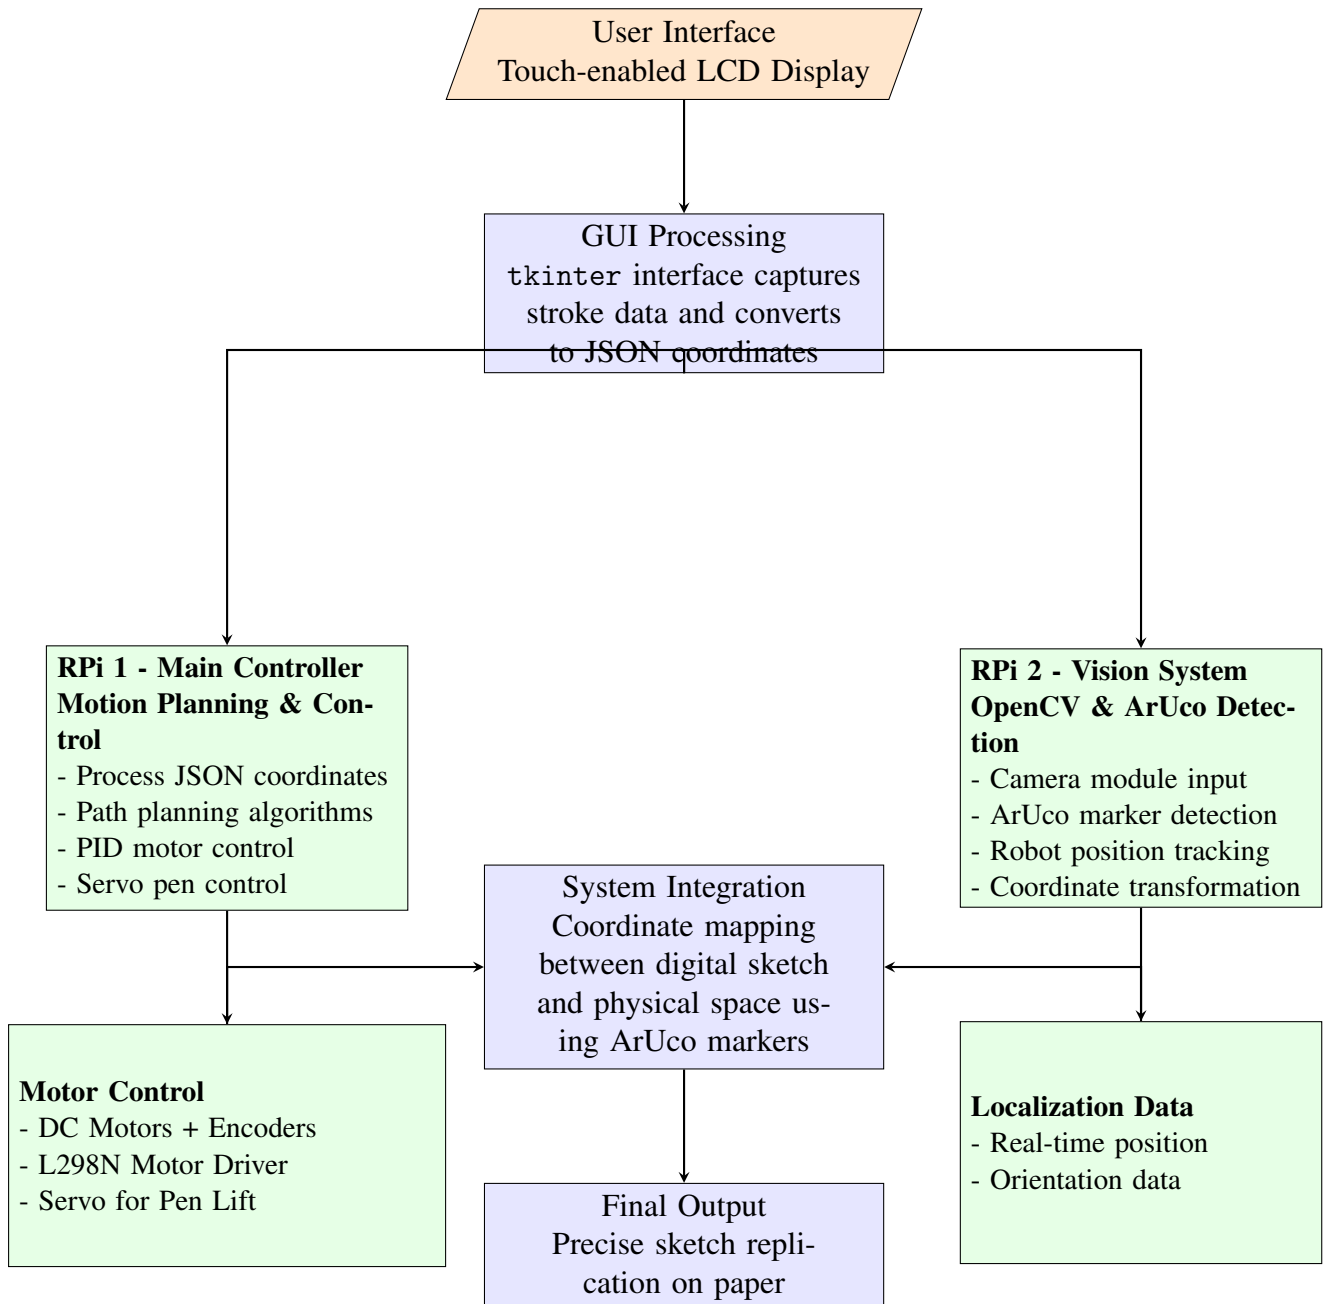 User Interface
Touch-enabled LCD Display
GUI Processing
tkinter interface captures
stroke data and converts
to JSON coordinates
RPi 1 - Main Controller
Motion Planning & Con-
trol
- Process JSON coordinates
- Path planning algorithms
- PID motor control
- Servo pen control
RPi 2 - Vision System
OpenCV & ArUco Detec-
tion
- Camera module input
- ArUco marker detection
- Robot position tracking
- Coordinate transformation
System Integration
Coordinate mapping
between digital sketch
and physical space us-
ing ArUco markers
Motor Control
- DC Motors + Encoders
- L298N Motor Driver
- Servo for Pen Lift
Localization Data
- Real-time position
- Orientation data
Final Output
Precise sketch repli-
cation on paper